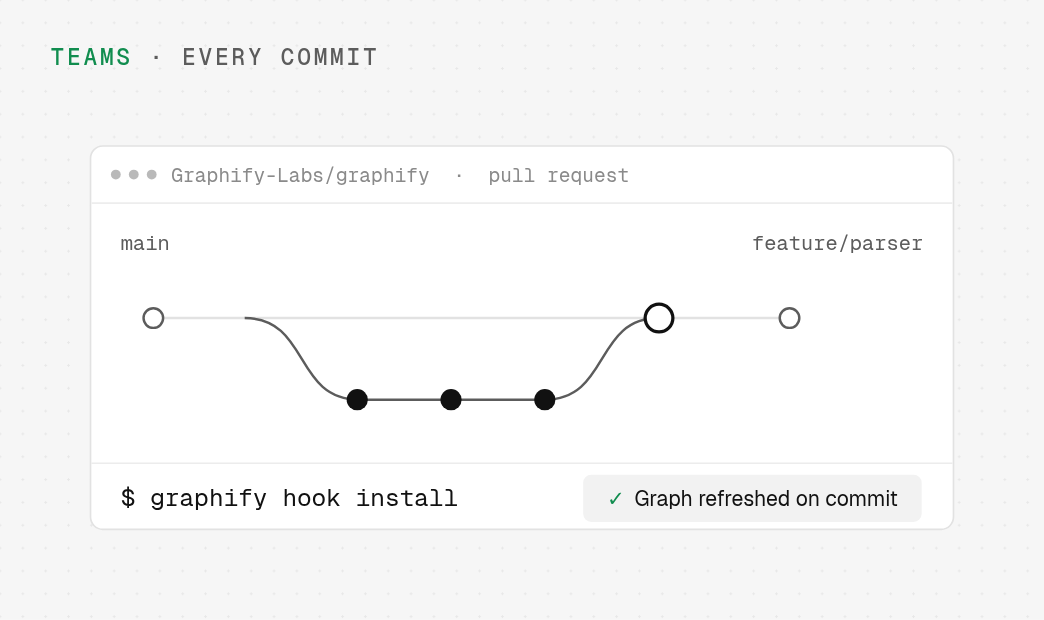 TEAMS · EVERY COMMIT
Graphify-Labs/graphify · pull request
main
feature/parser
$ graphify hook install
✓ Graph refreshed on commit